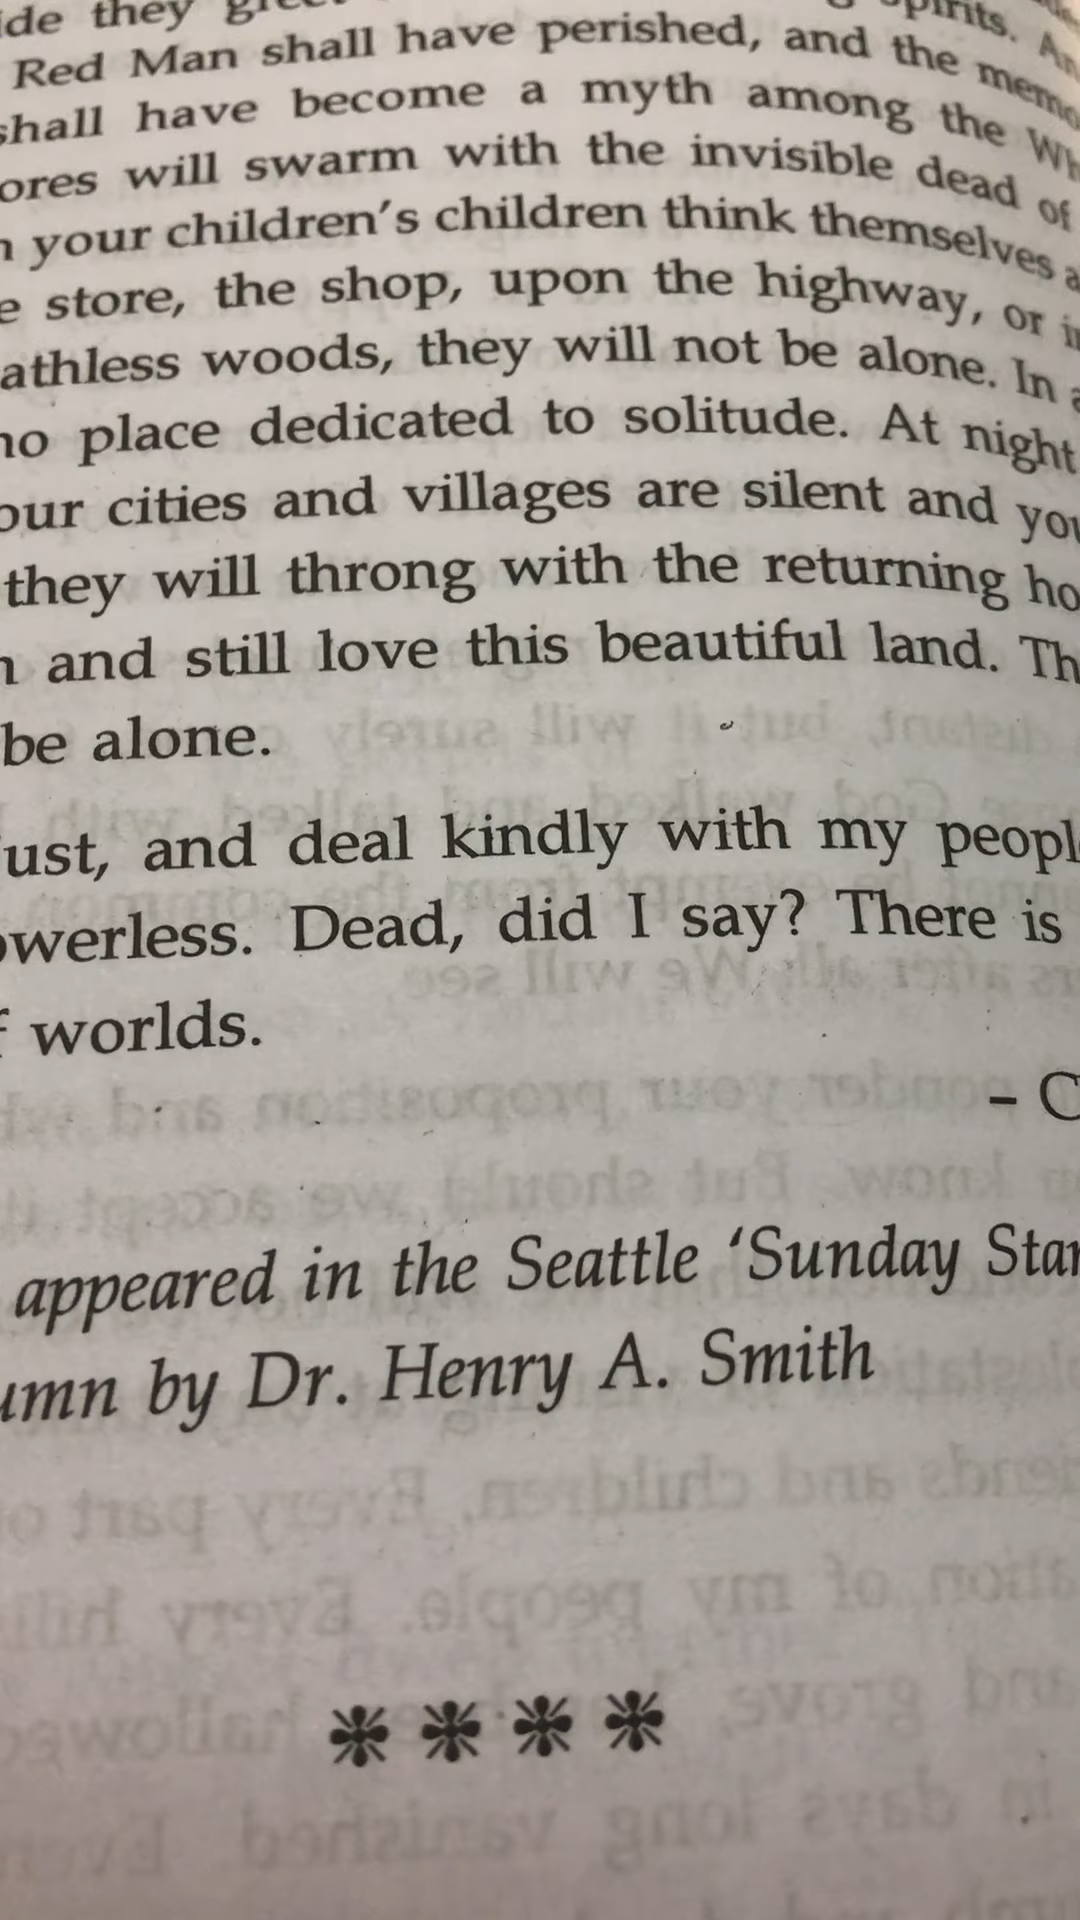 ide they
Red Man shall have perished, and the memo
shall have become a myth among the Wh
ores will swarm with the invisible dead of
n your children's children think themselves a
e store, the shop, upon the highway, or i
athless woods, they will not be alone. In a
no place dedicated to solitude. At night
our cities and villages are silent and you
they will throng with the returning ho
n and still love this beautiful land. Th
be alone.
ust, and deal kindly with my peopl
owerless. Dead, did I say? There is
f worlds.
– C
appeared in the Seattle 'Sunday Star
umn by Dr. Henry A. Smith